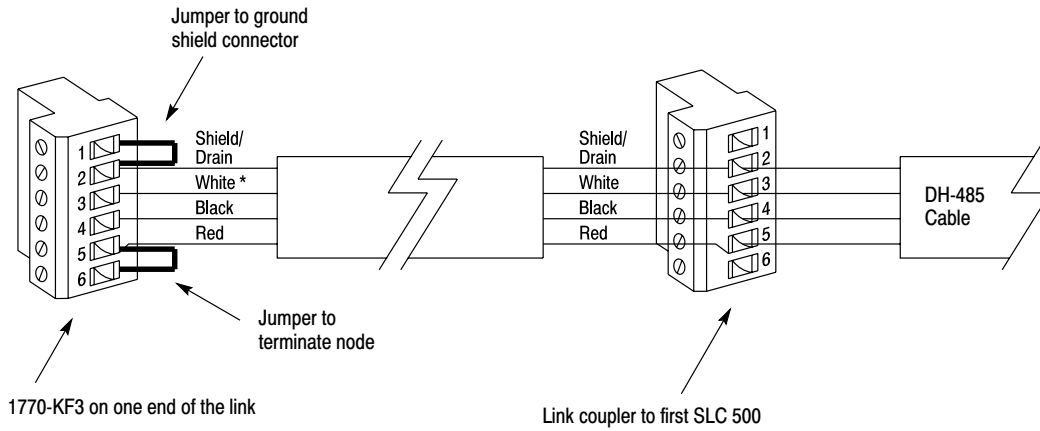 Jumper to ground
shield connector
1
2
3
4
5
6
Shield/
Drain
White *
Black
Red
Shield/
Drain
White
Black
Red
1
2
3
4
5
6
DH-485
Cable
Jumper to
terminate node
1770-KF3 on one end of the link
Link coupler to first SLC 500